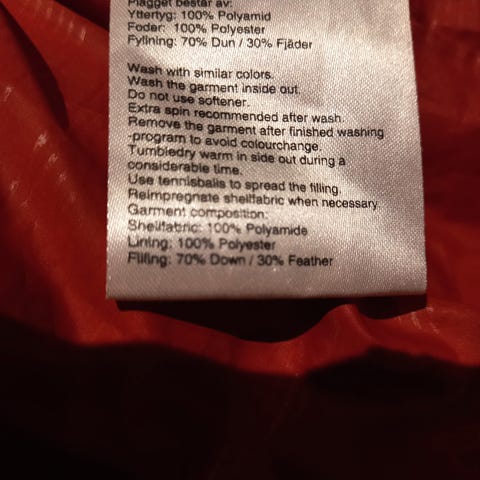 Plagget består av:
Yttertyg: 100% Polyamid
Foder: 100% Polyester
Fyllning: 70% Dun / 30% Fjäder
Wash with similar colors.
Wash the garment inside out.
Do not use softener.
Extra spin recommended after wash.
Remove the garment after finished washing
-program to avoid colourchange.
Tumbledry warm in side out during a
considerable time.
Use tennisballs to spread the filling.
Reimpregnate shellfabric when necessary.
Garment composition:
Shellfabric: 100% Polyamide
Lining: 100% Polyester
Filling: 70% Down / 30% Feather